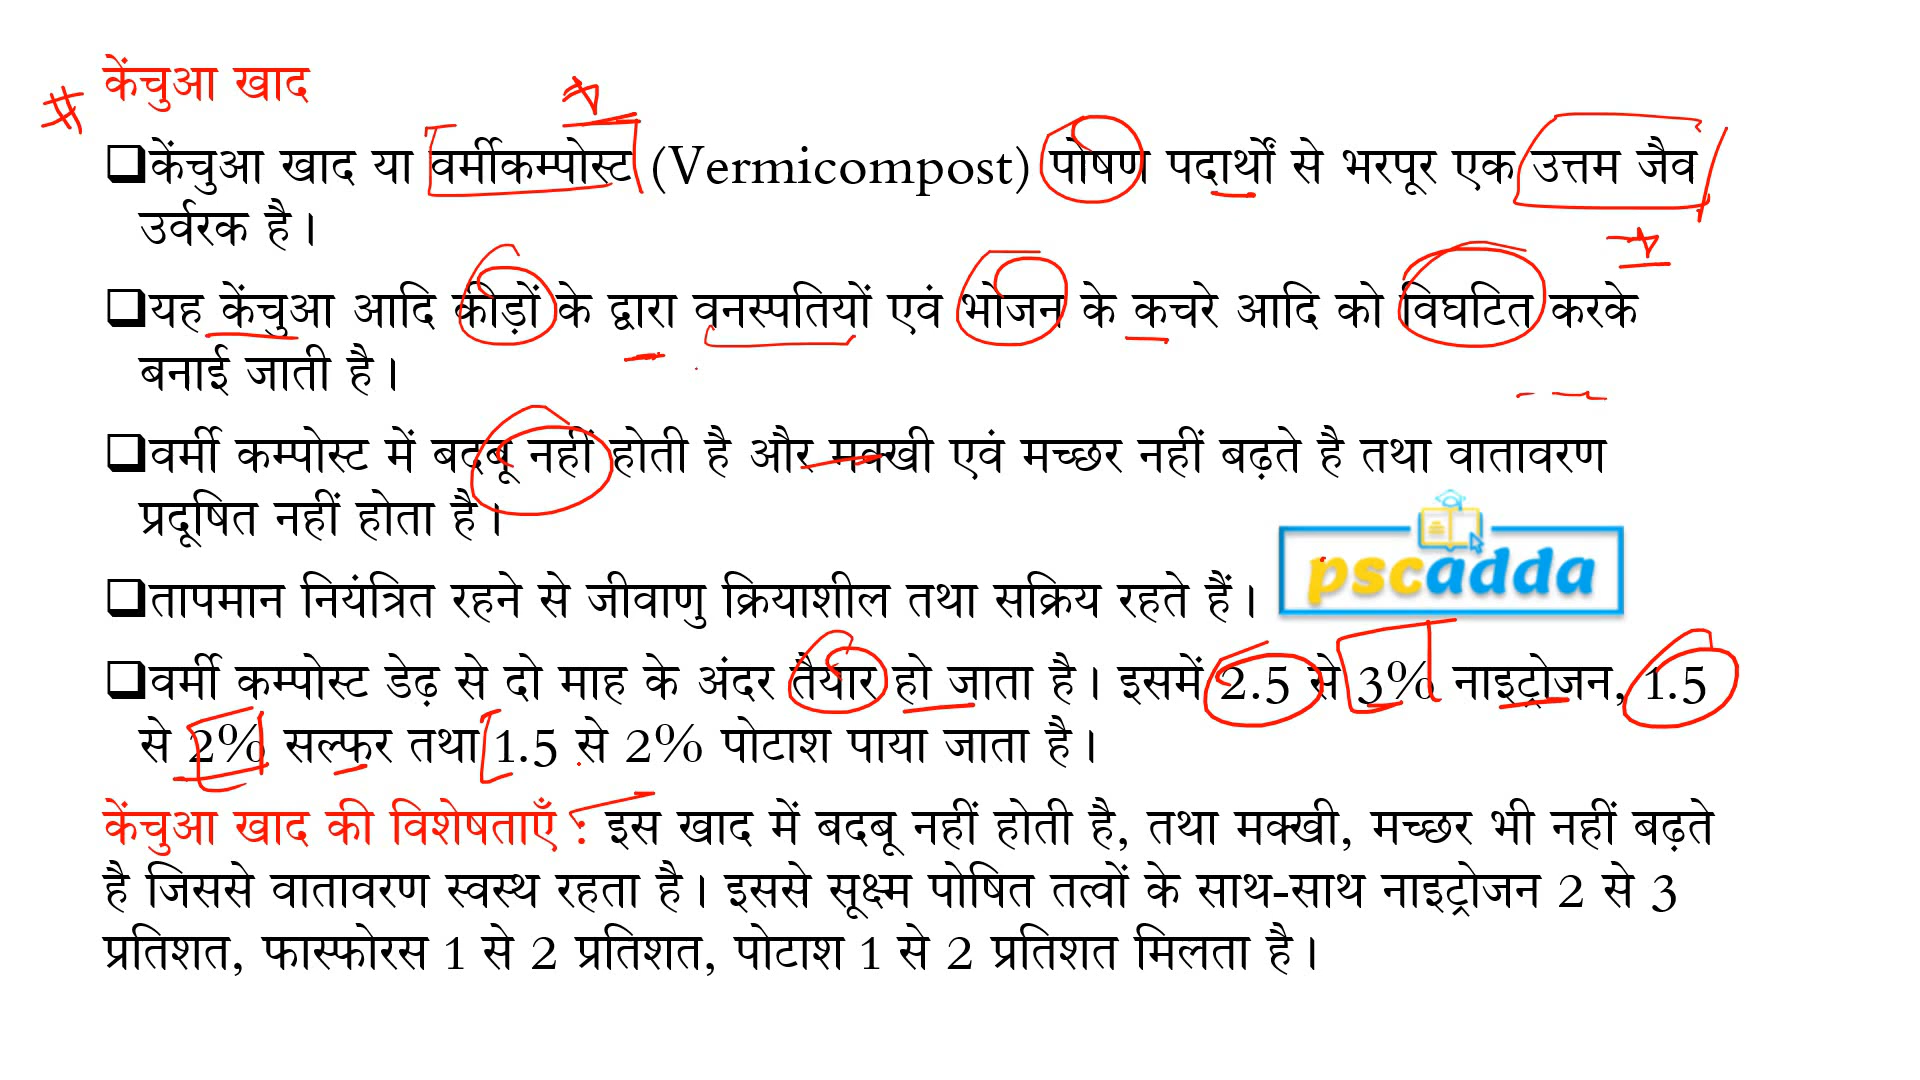 केंचुआ खाद
केंचुआ खाद या वर्मीकम्पोस्ट (Vermicompost) पोषण पदार्थों से भरपूर एक उत्तम जैव
उर्वरक है।
यह केंचुआ आदि कीड़ों के द्वारा वनस्पतियों एवं भोजन के कचरे आदि को विघटित करके
बनाई जाती है।
वर्मी कम्पोस्ट में बदबू नहीं होती है और मक्खी एवं मच्छर नहीं बढ़ते है तथा वातावरण
प्रदूषित नहीं होता है।
pscadda
तापमान नियंत्रित रहने से जीवाणु क्रियाशील तथा सक्रिय रहते हैं।
वर्मी कम्पोस्ट डेढ़ से दो माह के अंदर तैयार हो जाता है। इसमें 2.5 से 3% नाइट्रोजन, 1.5
से 2% सल्फर तथा 1.5 से 2% पोटाश पाया जाता है।
केंचुआ खाद की विशेषताएँ : इस खाद में बदबू नहीं होती है, तथा मक्खी, मच्छर भी नहीं बढ़ते
है जिससे वातावरण स्वस्थ रहता है। इससे सूक्ष्म पोषित तत्वों के साथ-साथ नाइट्रोजन 2 से 3
प्रतिशत, फास्फोरस 1 से 2 प्रतिशत, पोटाश 1 से 2 प्रतिशत मिलता है।